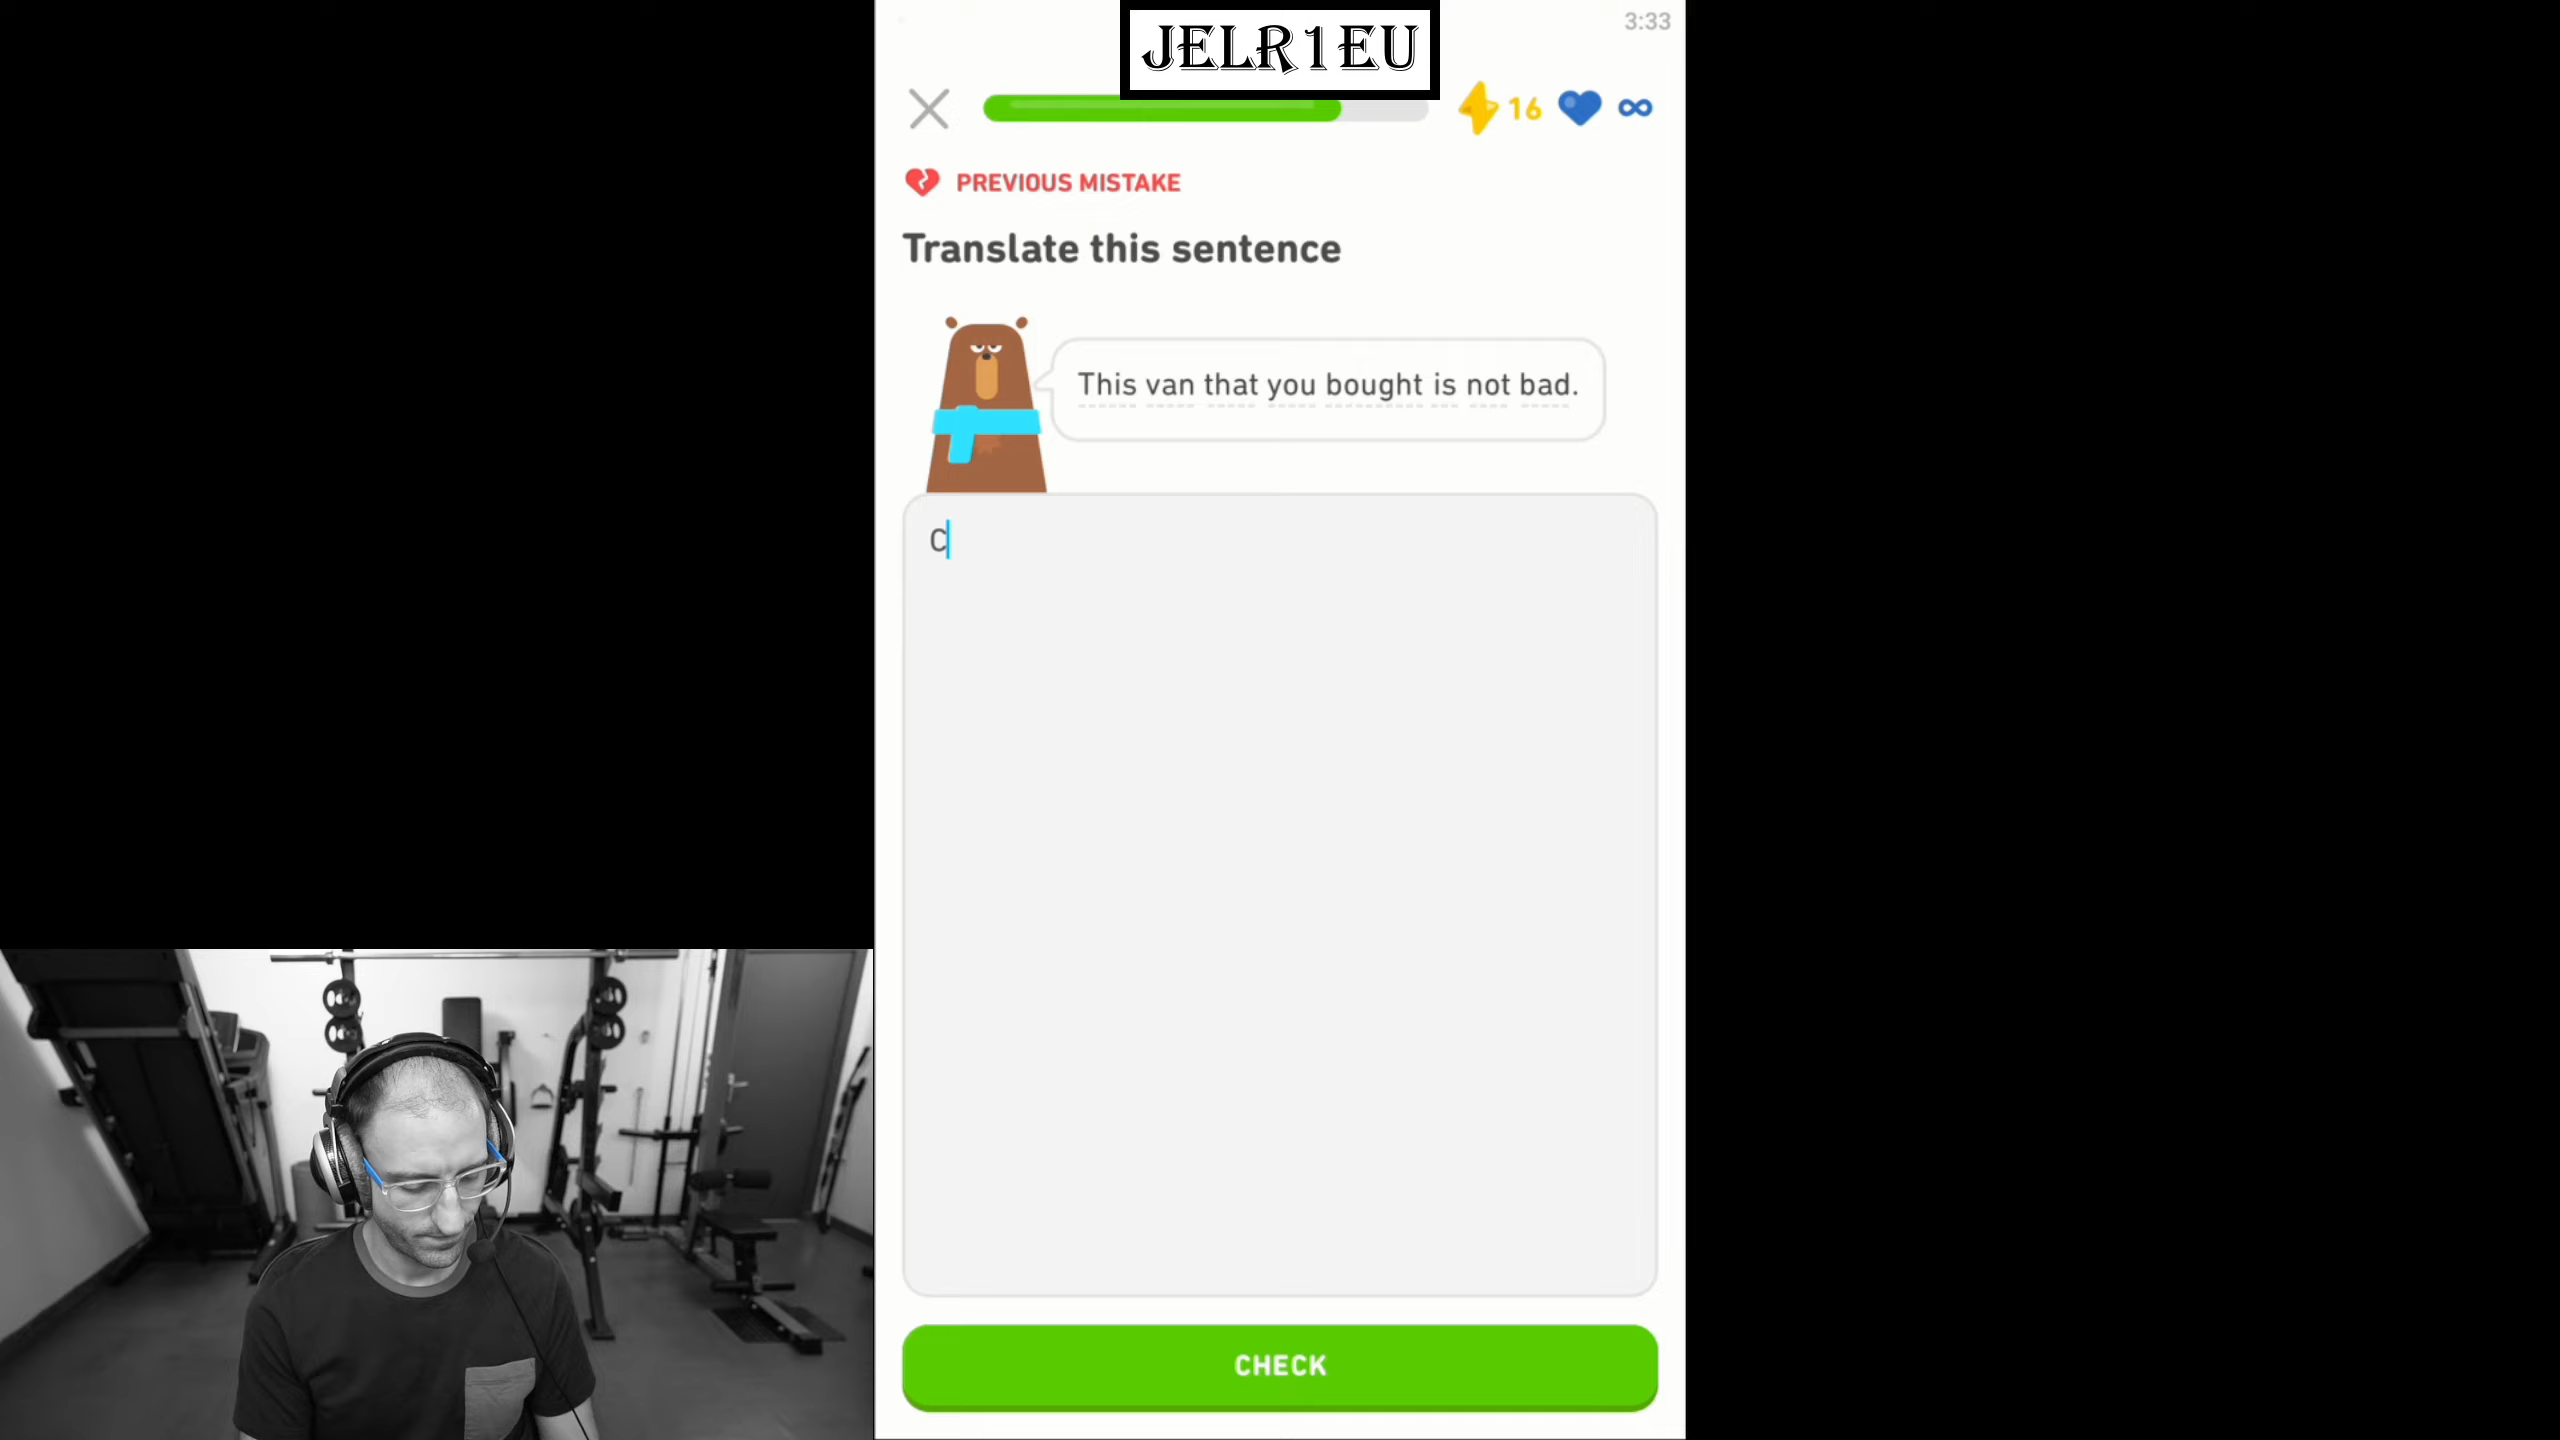 JELR1EU
3:33
16
PREVIOUS MISTAKE
Translate this sentence
This van that you bought is not bad.
C
CHECK